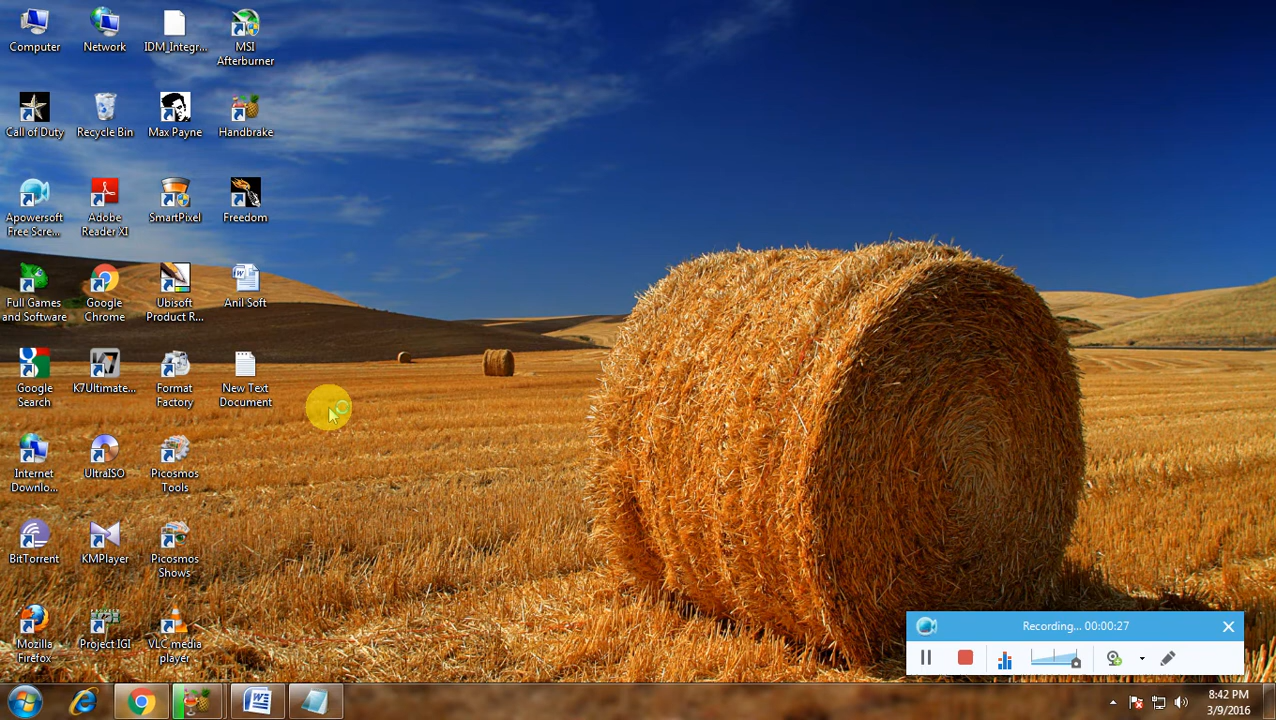 Computer
Network
IDM_Integr...
MSI
Afterburner
Call of Duty
Recycle Bin
Max Payne
Handbrake
Apowersoft
Free Scre...
Adobe
Reader XI
SmartPixel
Freedom
Full Games
and Software
Google
Chrome
Ubisoft
Product R...
Anil Soft
Google
Search
K7Ultimate...
Format
Factory
New Text
Document
Internet
Downlo...
UltraISO
Picosmos
Tools
BitTorrent
KMPlayer
Picosmos
Shows
Mozilla
Firefox
Project IGI
VLC media
player
Recording... 00:00:27
8:42 PM
3/9/2016